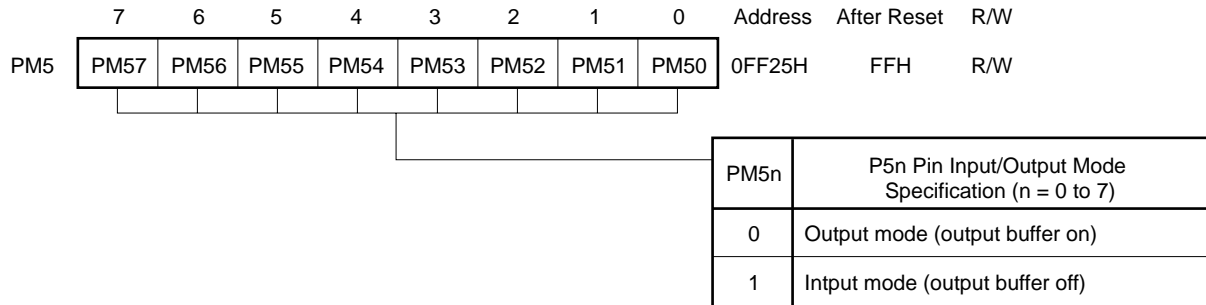 7 6 5 4 3 2 1 0 Address After Reset R/W
PM5 PM57 PM56 PM55 PM54 PM53 PM52 PM51 PM50 0FF25H FFH R/W
PM5n P5n Pin Input/Output Mode
Specification (n = 0 to 7)
0 Output mode (output buffer on)
1 Intput mode (output buffer off)